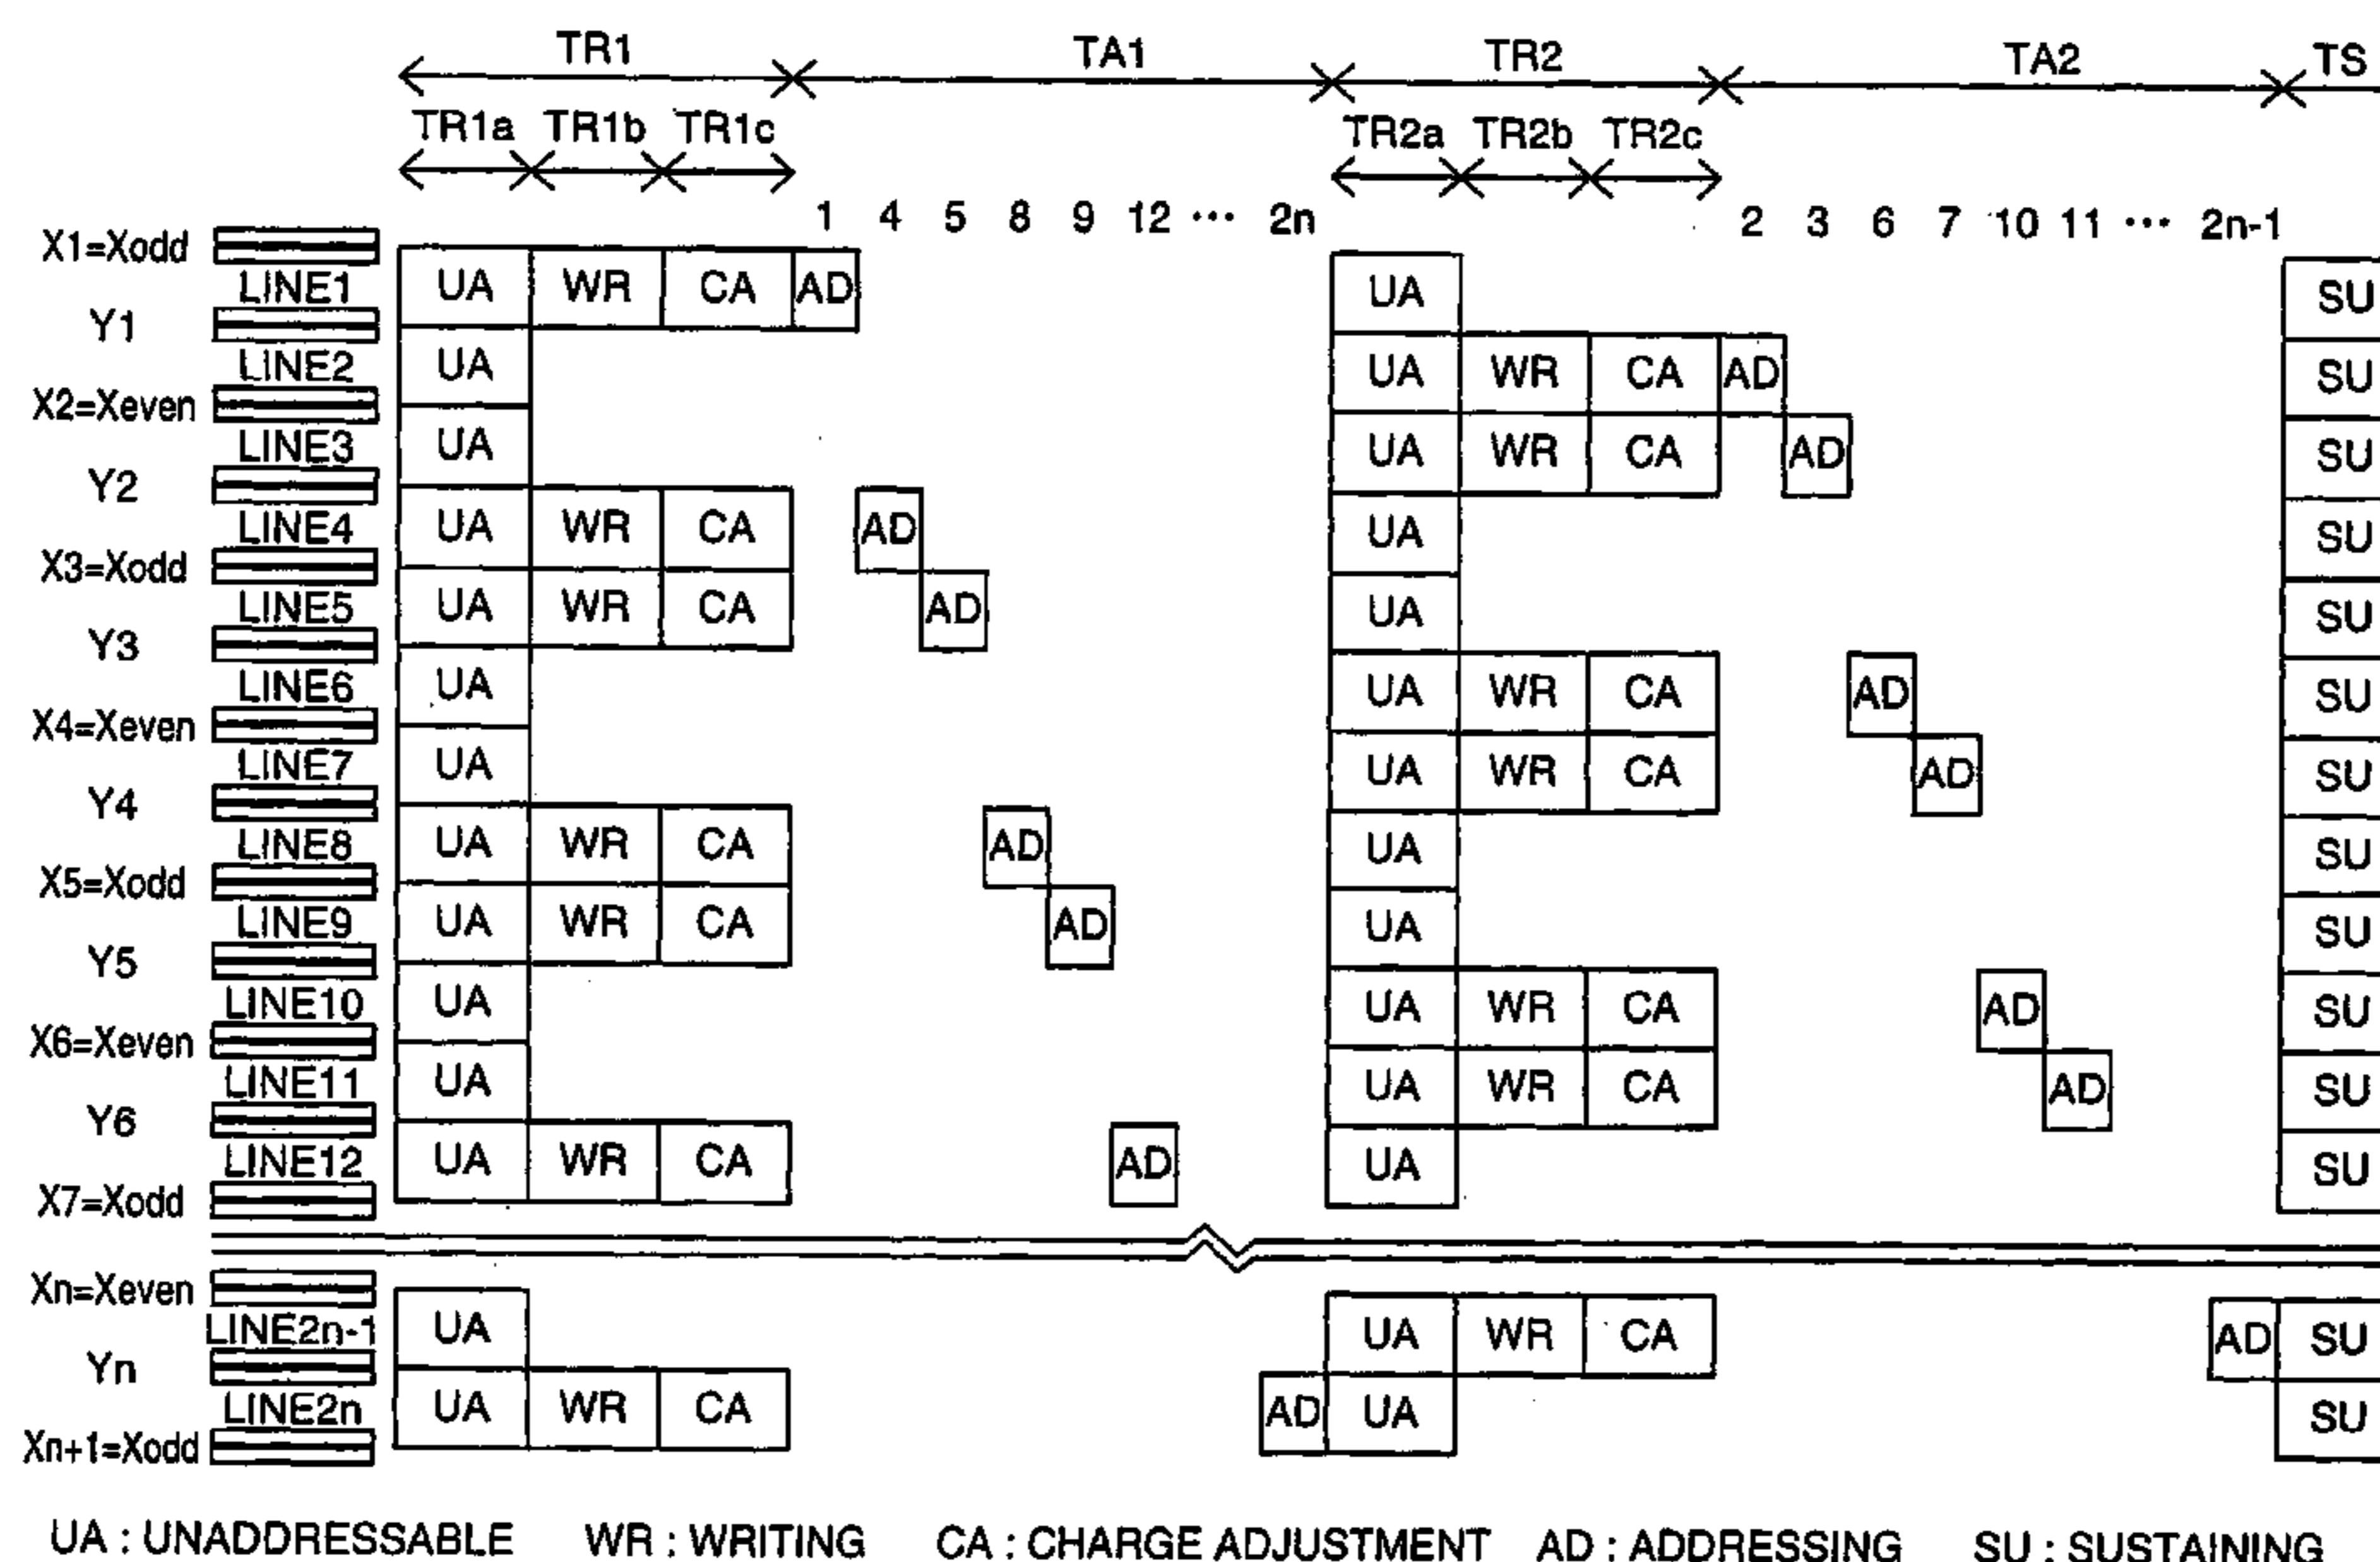 TR1 TA1 TR2 TA2 TS
TR1a TR1b TR1c TR2a TR2b TR2c
1 4 5 8 9 12 ··· 2n 2 3 6 7 10 11 ··· 2n-1
X1=Xodd
LINE1 UA WR CA AD UA SU
Y1
LINE2 UA UA WR CA AD SU
X2=Xeven
LINE3 UA UA WR CA AD SU
Y2
LINE4 UA WR CA AD UA SU
X3=Xodd
LINE5 UA WR CA AD UA SU
Y3
LINE6 UA UA WR CA AD SU
X4=Xeven
LINE7 UA UA WR CA AD SU
Y4
LINE8 UA WR CA AD UA SU
X5=Xodd
LINE9 UA WR CA AD UA SU
Y5
LINE10 UA UA WR CA AD SU
X6=Xeven
LINE11 UA UA WR CA AD SU
Y6
LINE12 UA WR CA AD UA SU
X7=Xodd
Xn=Xeven
LINE2n-1 UA UA WR CA AD SU
Yn
LINE2n UA WR CA AD UA SU
Xn+1=Xodd
UA : UNADDRESSABLE WR : WRITING CA : CHARGE ADJUSTMENT AD : ADDRESSING SU : SUSTAINING